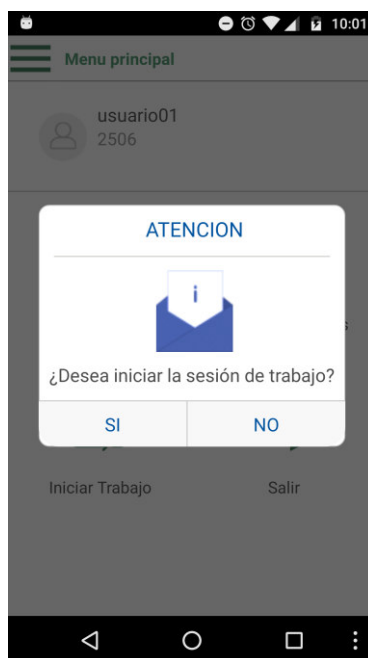 10:01
Menu principal
usuario01
2506
ATENCION
i
¿Desea iniciar la sesión de trabajo?
SI NO
Iniciar Trabajo Salir